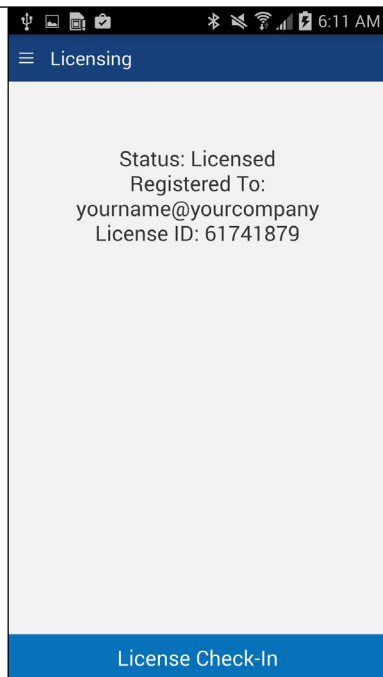 6:11 AM
Licensing
Status: Licensed
Registered To:
yourname@yourcompany
License ID: 61741879
License Check-In